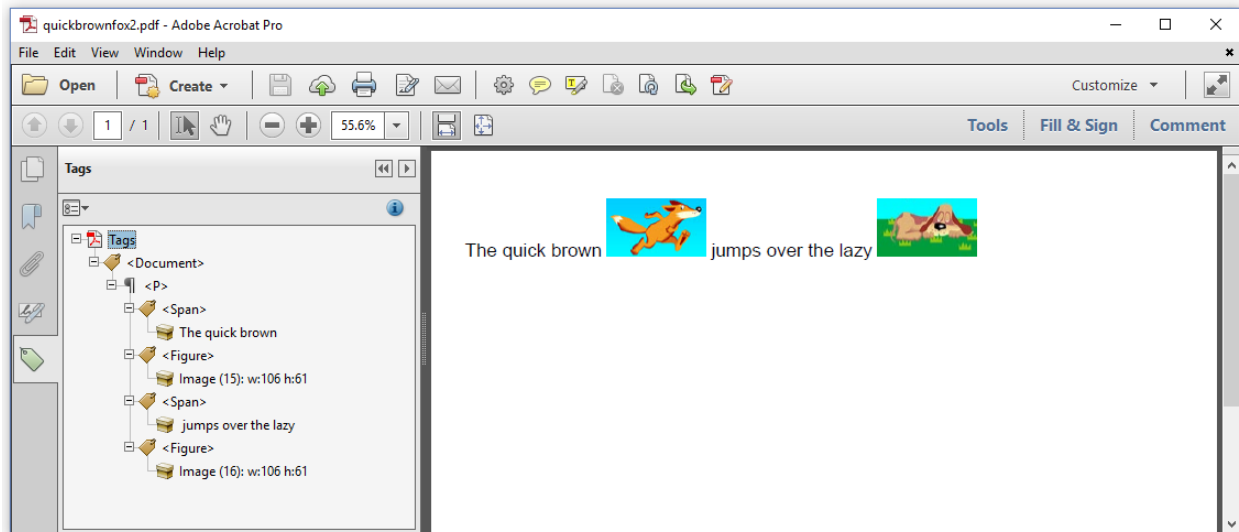 quickbrownfox2.pdf - Adobe Acrobat Pro
File Edit View Window Help
Open Create Customize
1 / 1 55.6% Tools Fill & Sign Comment
Tags
Tags
<Document>
<P>
<Span>
The quick brown
<Figure>
Image (15): w:106 h:61
<Span>
jumps over the lazy
<Figure>
Image (16): w:106 h:61
The quick brown jumps over the lazy